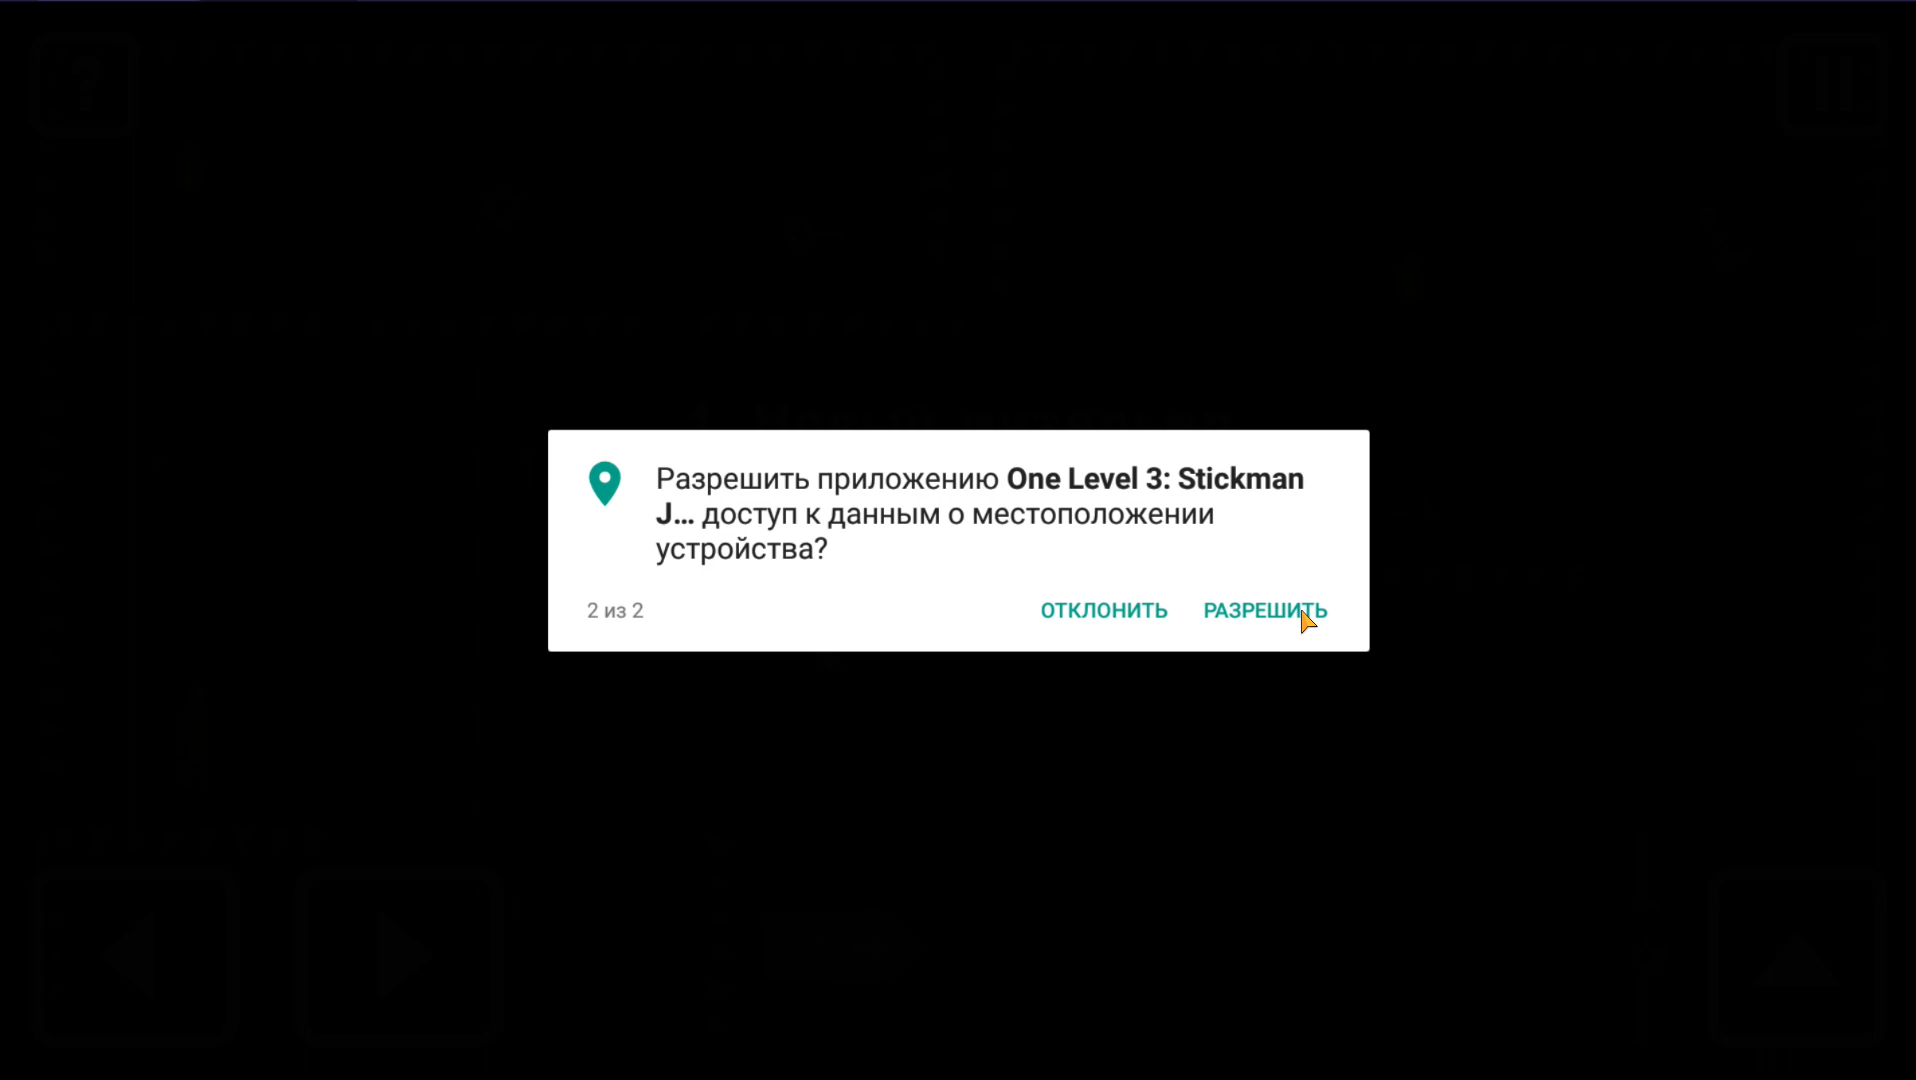 Разрешить приложению One Level 3: Stickman
J... доступ к данным о местоположении
устройства?
2 из 2
ОТКЛОНИТЬ РАЗРЕШИТЬ